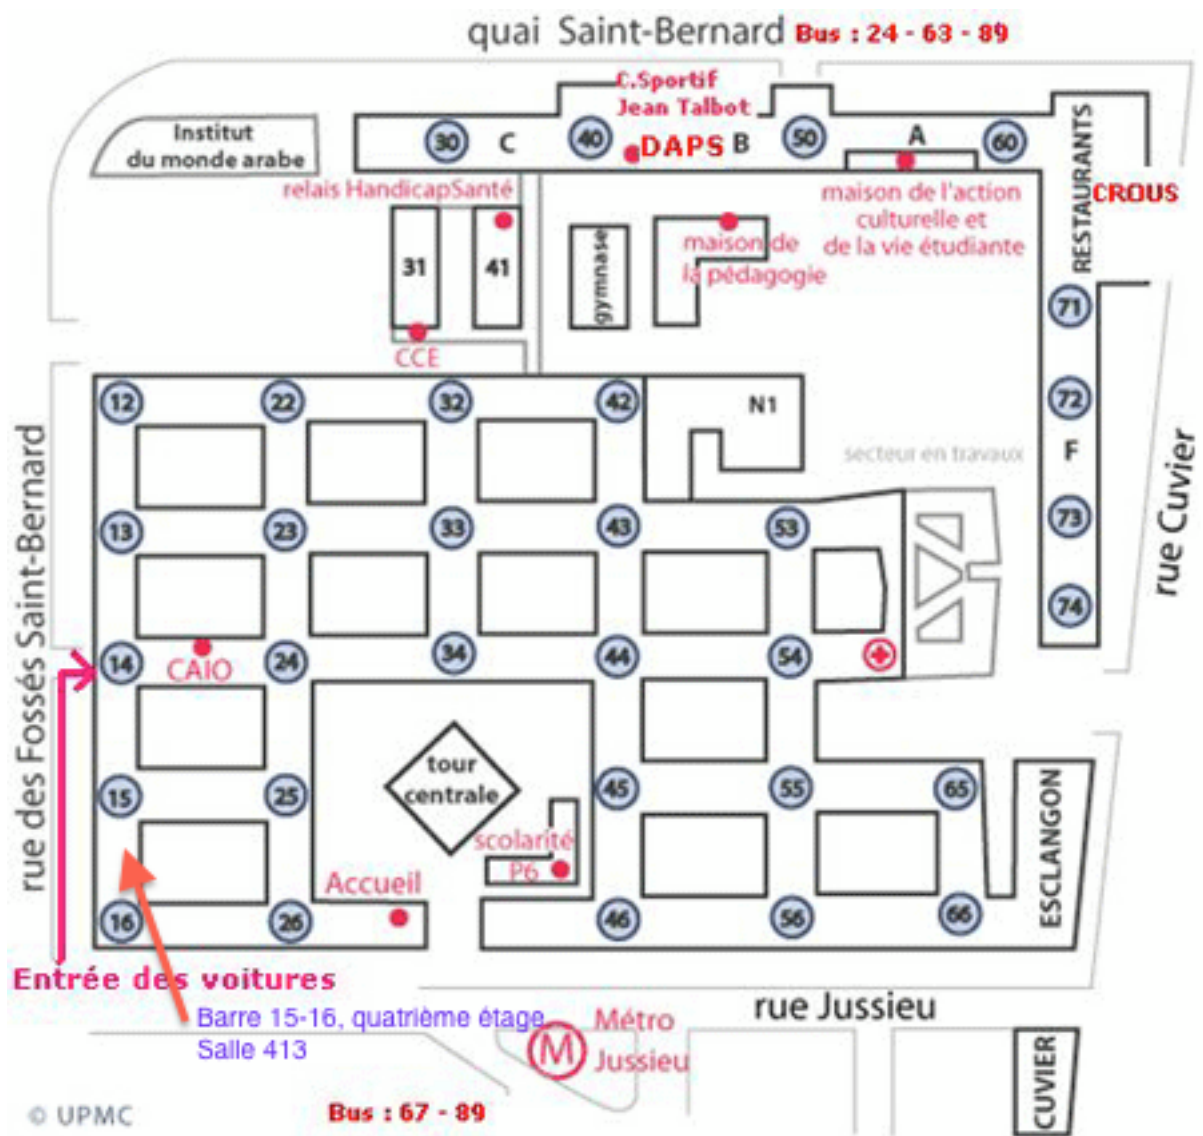 quai Saint-Bernard Bus : 24 - 63 - 89
C.Sportif
Jean Talbot
Institut
du monde arabe
30 C 40 DAPS B 50 A 60
RESTAURANTS
CROUS
relais HandicapSanté
maison de l'action
culturelle et
de la vie étudiante
31 41
gymnase
maison de
la pédagogie
71
CCE
12 22 32 42 N1 72
secteur en travaux
F
rue Cuvier
13 23 33 43 53 73
74
rue des Fossés Saint-Bernard
14 CAIO 24 34 44 54
tour
centrale
15 25 45 55 65
scolarité
P6
ESCLANGON
Accueil
16 26 46 56 66
Entrée des voitures
Barre 15-16, quatrième étage
Salle 413
rue Jussieu
M
Métro
Jussieu
CUVIER
© UPMC
Bus : 67 - 89